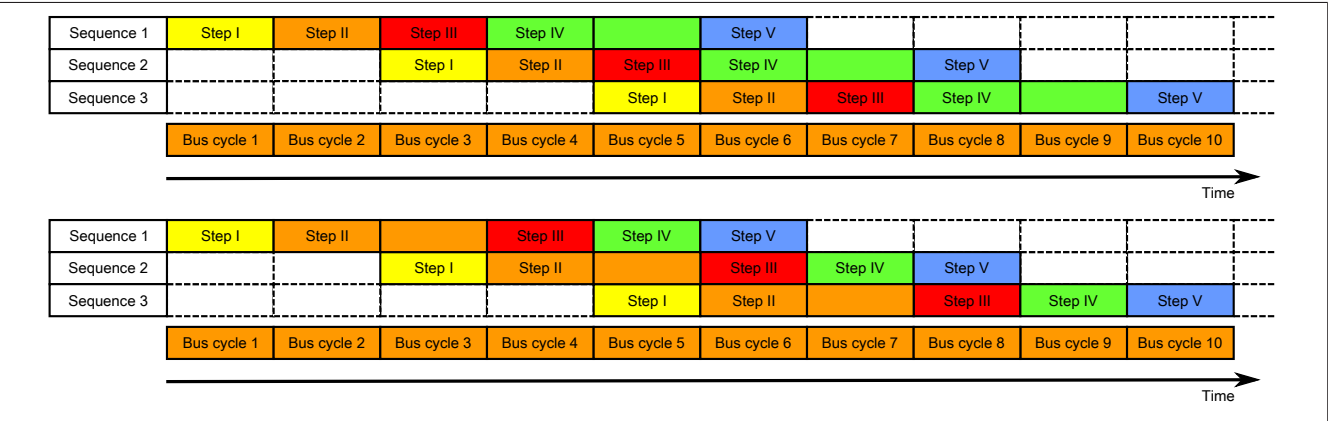 Sequence 1 Step I Step II Step III Step IV Step V
Sequence 2 Step I Step II Step III Step IV Step V
Sequence 3 Step I Step II Step III Step IV Step V
Bus cycle 1 Bus cycle 2 Bus cycle 3 Bus cycle 4 Bus cycle 5 Bus cycle 6 Bus cycle 7 Bus cycle 8 Bus cycle 9 Bus cycle 10
Time
Sequence 1 Step I Step II Step III Step IV Step V
Sequence 2 Step I Step II Step III Step IV Step V
Sequence 3 Step I Step II Step III Step IV Step V
Bus cycle 1 Bus cycle 2 Bus cycle 3 Bus cycle 4 Bus cycle 5 Bus cycle 6 Bus cycle 7 Bus cycle 8 Bus cycle 9 Bus cycle 10
Time